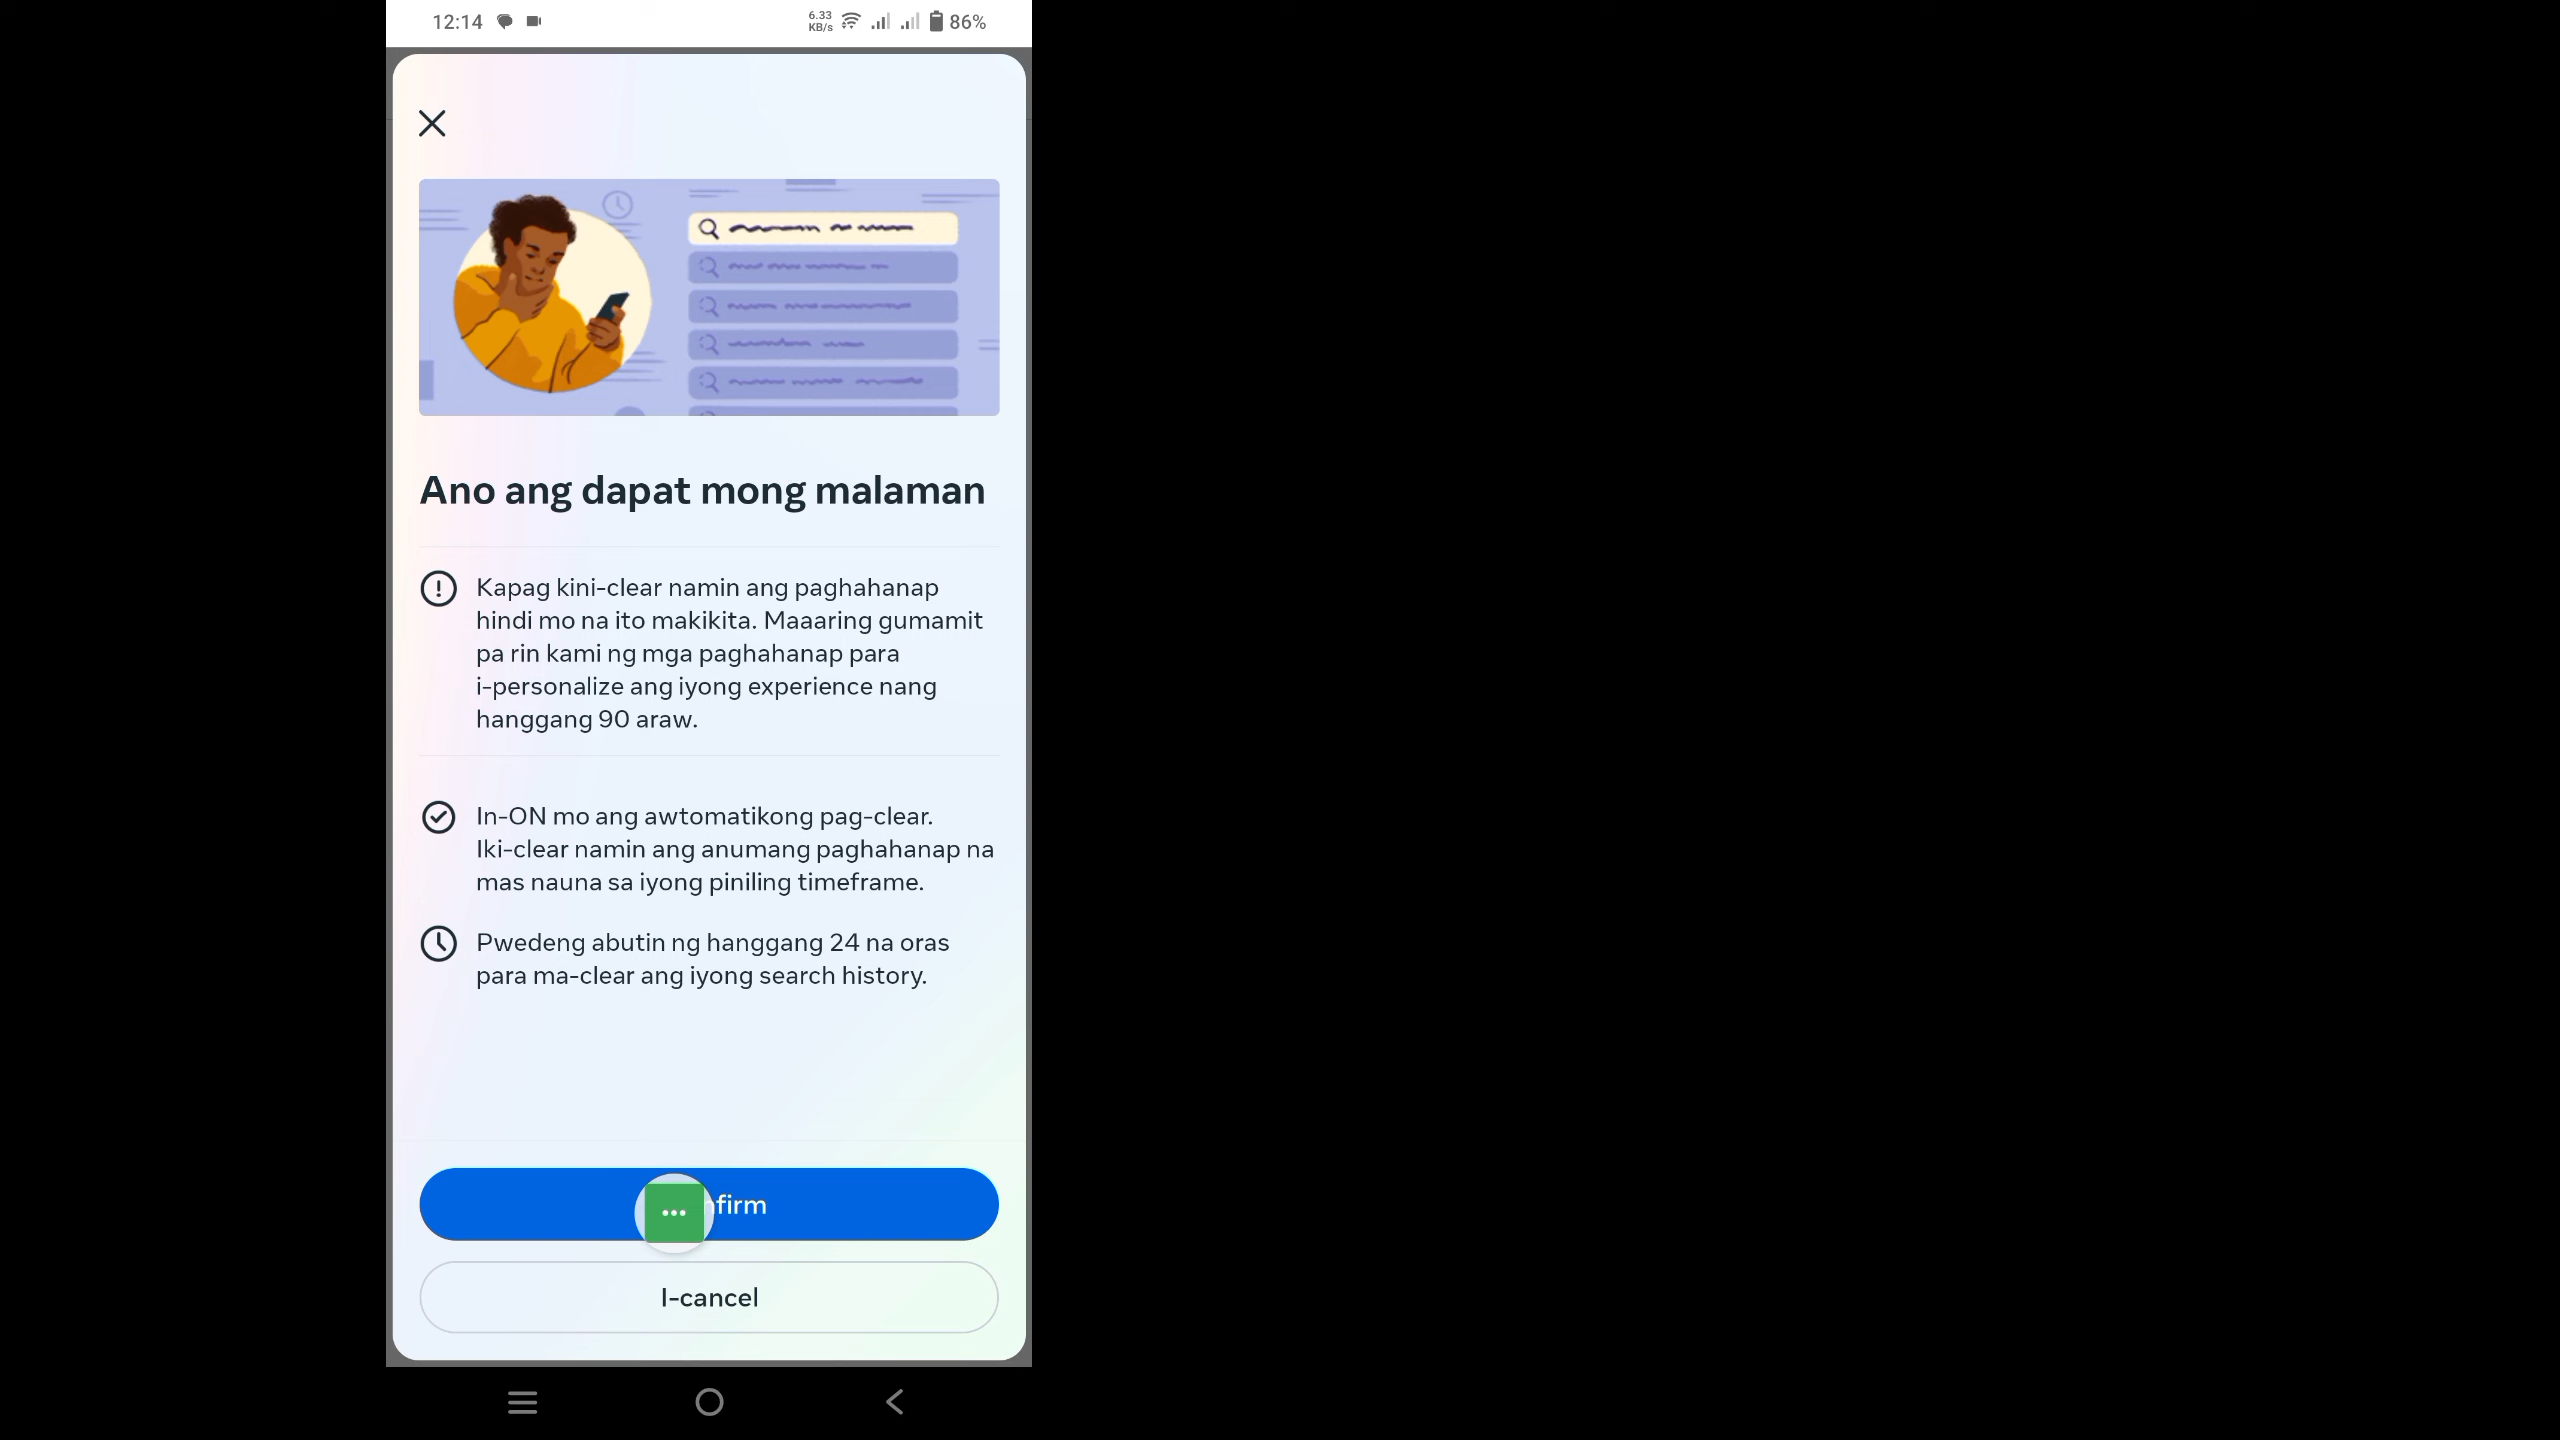 12:14
6.33
KB/s
86%
Ano ang dapat mong malaman
Kapag kini-clear namin ang paghahanap
hindi mo na ito makikita. Maaaring gumamit
pa rin kami ng mga paghahanap para
i-personalize ang iyong experience nang
hanggang 90 araw.
In-ON mo ang awtomatikong pag-clear.
Iki-clear namin ang anumang paghahanap na
mas nauna sa iyong piniling timeframe.
Pwedeng abutin ng hanggang 24 na oras
para ma-clear ang iyong search history.
I-cancel